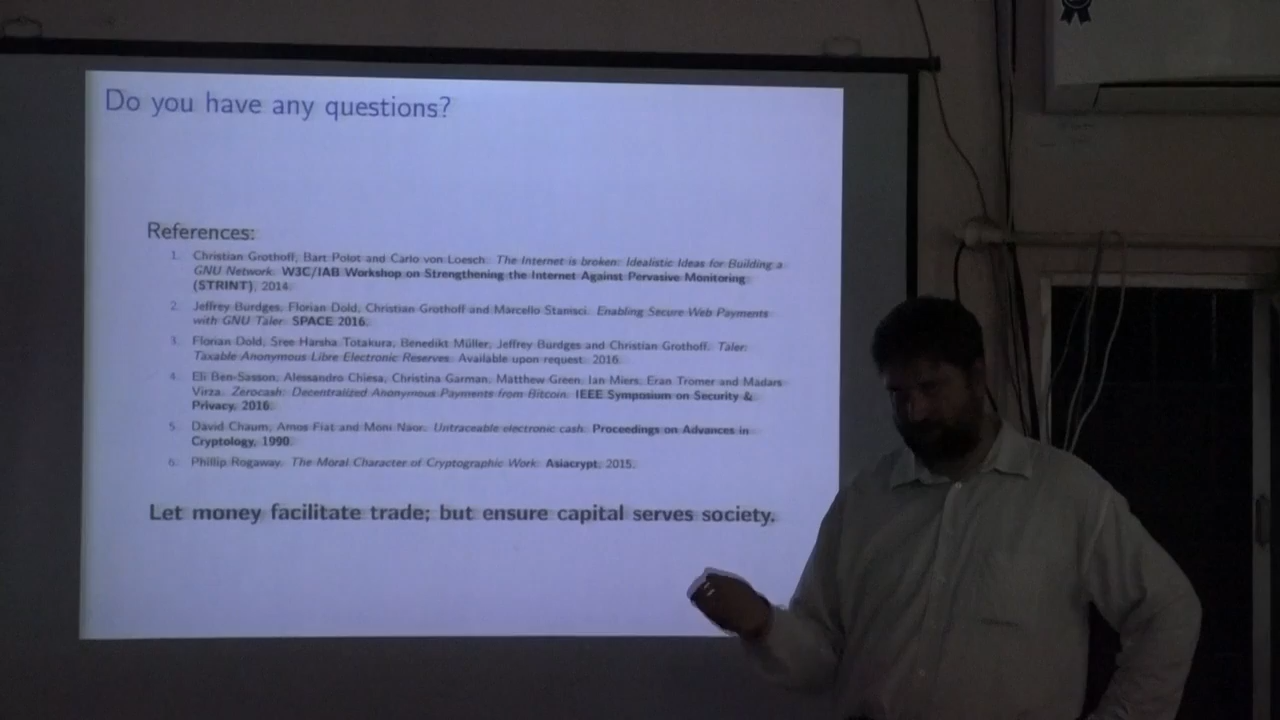 Do you have any questions?
References:
1. Christian Grothoff, Bart Polot and Carlo von Loesch. The Internet is broken: Idealistic Ideas for Building a
GNU Network. W3C/IAB Workshop on Strengthening the Internet Against Pervasive Monitoring
(STRINT), 2014.
2. Jeffrey Burdges, Florian Dold, Christian Grothoff and Marcello Stanisci. Enabling Secure Web Payments
with GNU Taler. SPACE 2016.
3. Florian Dold, Sree Harsha Totakura, Benedikt Müller, Jeffrey Burdges and Christian Grothoff. Taler:
Taxable Anonymous Libre Electronic Reserves. Available upon request. 2016.
4. Eli Ben-Sasson, Alessandro Chiesa, Christina Garman, Matthew Green, Ian Miers, Eran Tromer and Madars
Virza. Zerocash: Decentralized Anonymous Payments from Bitcoin. IEEE Symposium on Security &
Privacy, 2016.
5. David Chaum, Amos Fiat and Moni Naor. Untraceable electronic cash. Proceedings on Advances in
Cryptology, 1990.
6. Phillip Rogaway. The Moral Character of Cryptographic Work. Asiacrypt, 2015.
Let money facilitate trade; but ensure capital serves society.